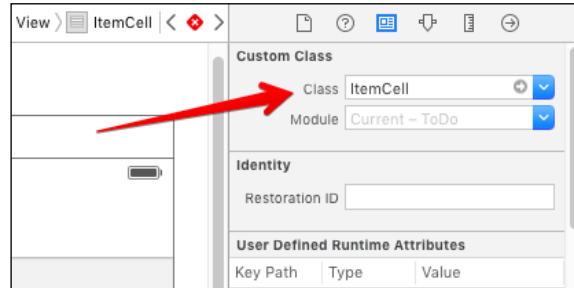 View ItemCell
Custom Class
Class ItemCell
Module Current – ToDo
Identity
Restoration ID
User Defined Runtime Attributes
Key Path Type Value